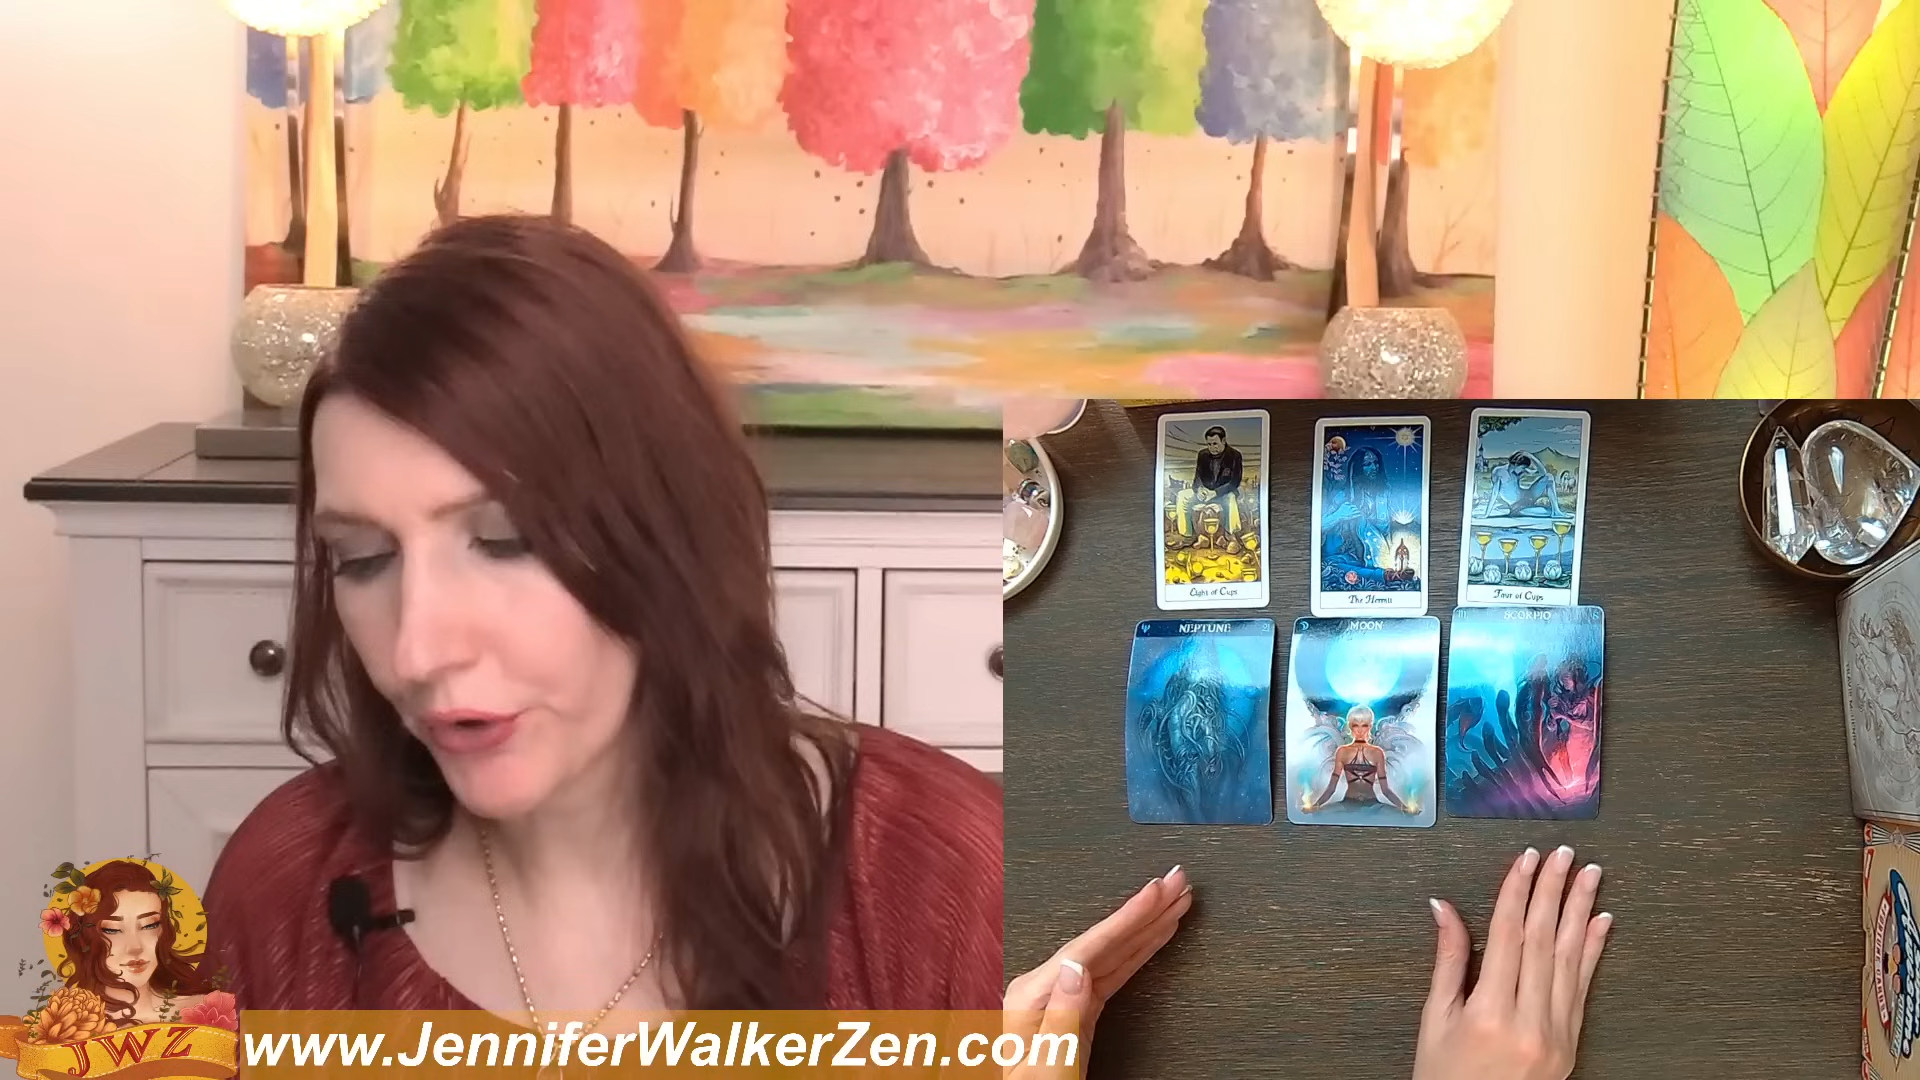 Eight of Cups
The Hermit
Four of Cups
NEPTUNE
MOON
SCORPIO
JWZ
www.JenniferWalkerZen.com